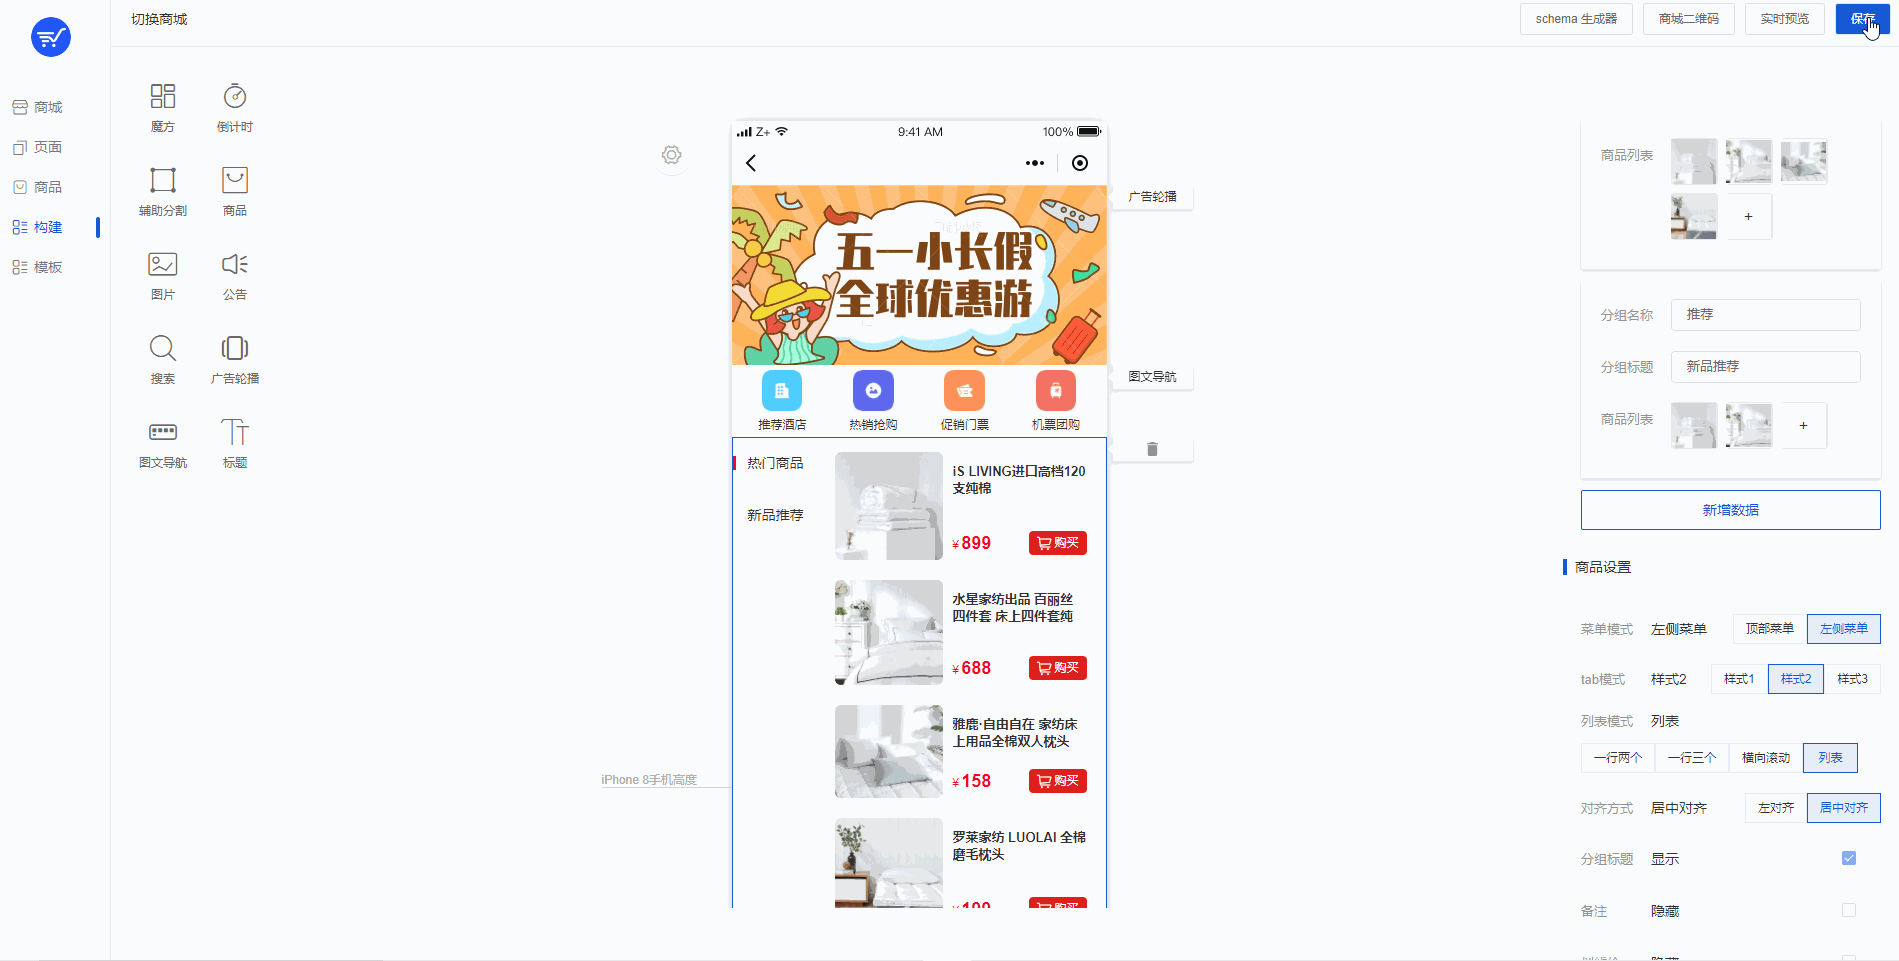 切换商城
schema 生成器
商城二维码
实时预览
保存
商城
页面
商品
构建
模板
魔方
倒计时
辅助分割
商品
图片
公告
搜索
广告轮播
图文导航
标题
Z+
9:41 AM
100%
五一小长假
全球优惠游
推荐酒店
热销抢购
促销门票
机票团购
热门商品
新品推荐
iS LIVING进口高档120
支纯棉
¥899
购买
水星家纺出品 百丽丝
四件套 床上四件套纯
¥688
购买
雅鹿·自由自在 家纺床
上用品全棉双人枕头
¥158
购买
罗莱家纺 LUOLAI 全棉
磨毛枕头
¥199
购买
广告轮播
图文导航
iPhone 8手机高度
商品列表
+
分组名称
推荐
分组标题
新品推荐
商品列表
+
新增数据
商品设置
菜单模式
左侧菜单
顶部菜单
左侧菜单
tab模式
样式2
样式1
样式2
样式3
列表模式
列表
一行两个
一行三个
横向滚动
列表
对齐方式
居中对齐
左对齐
居中对齐
分组标题
显示
备注
隐藏